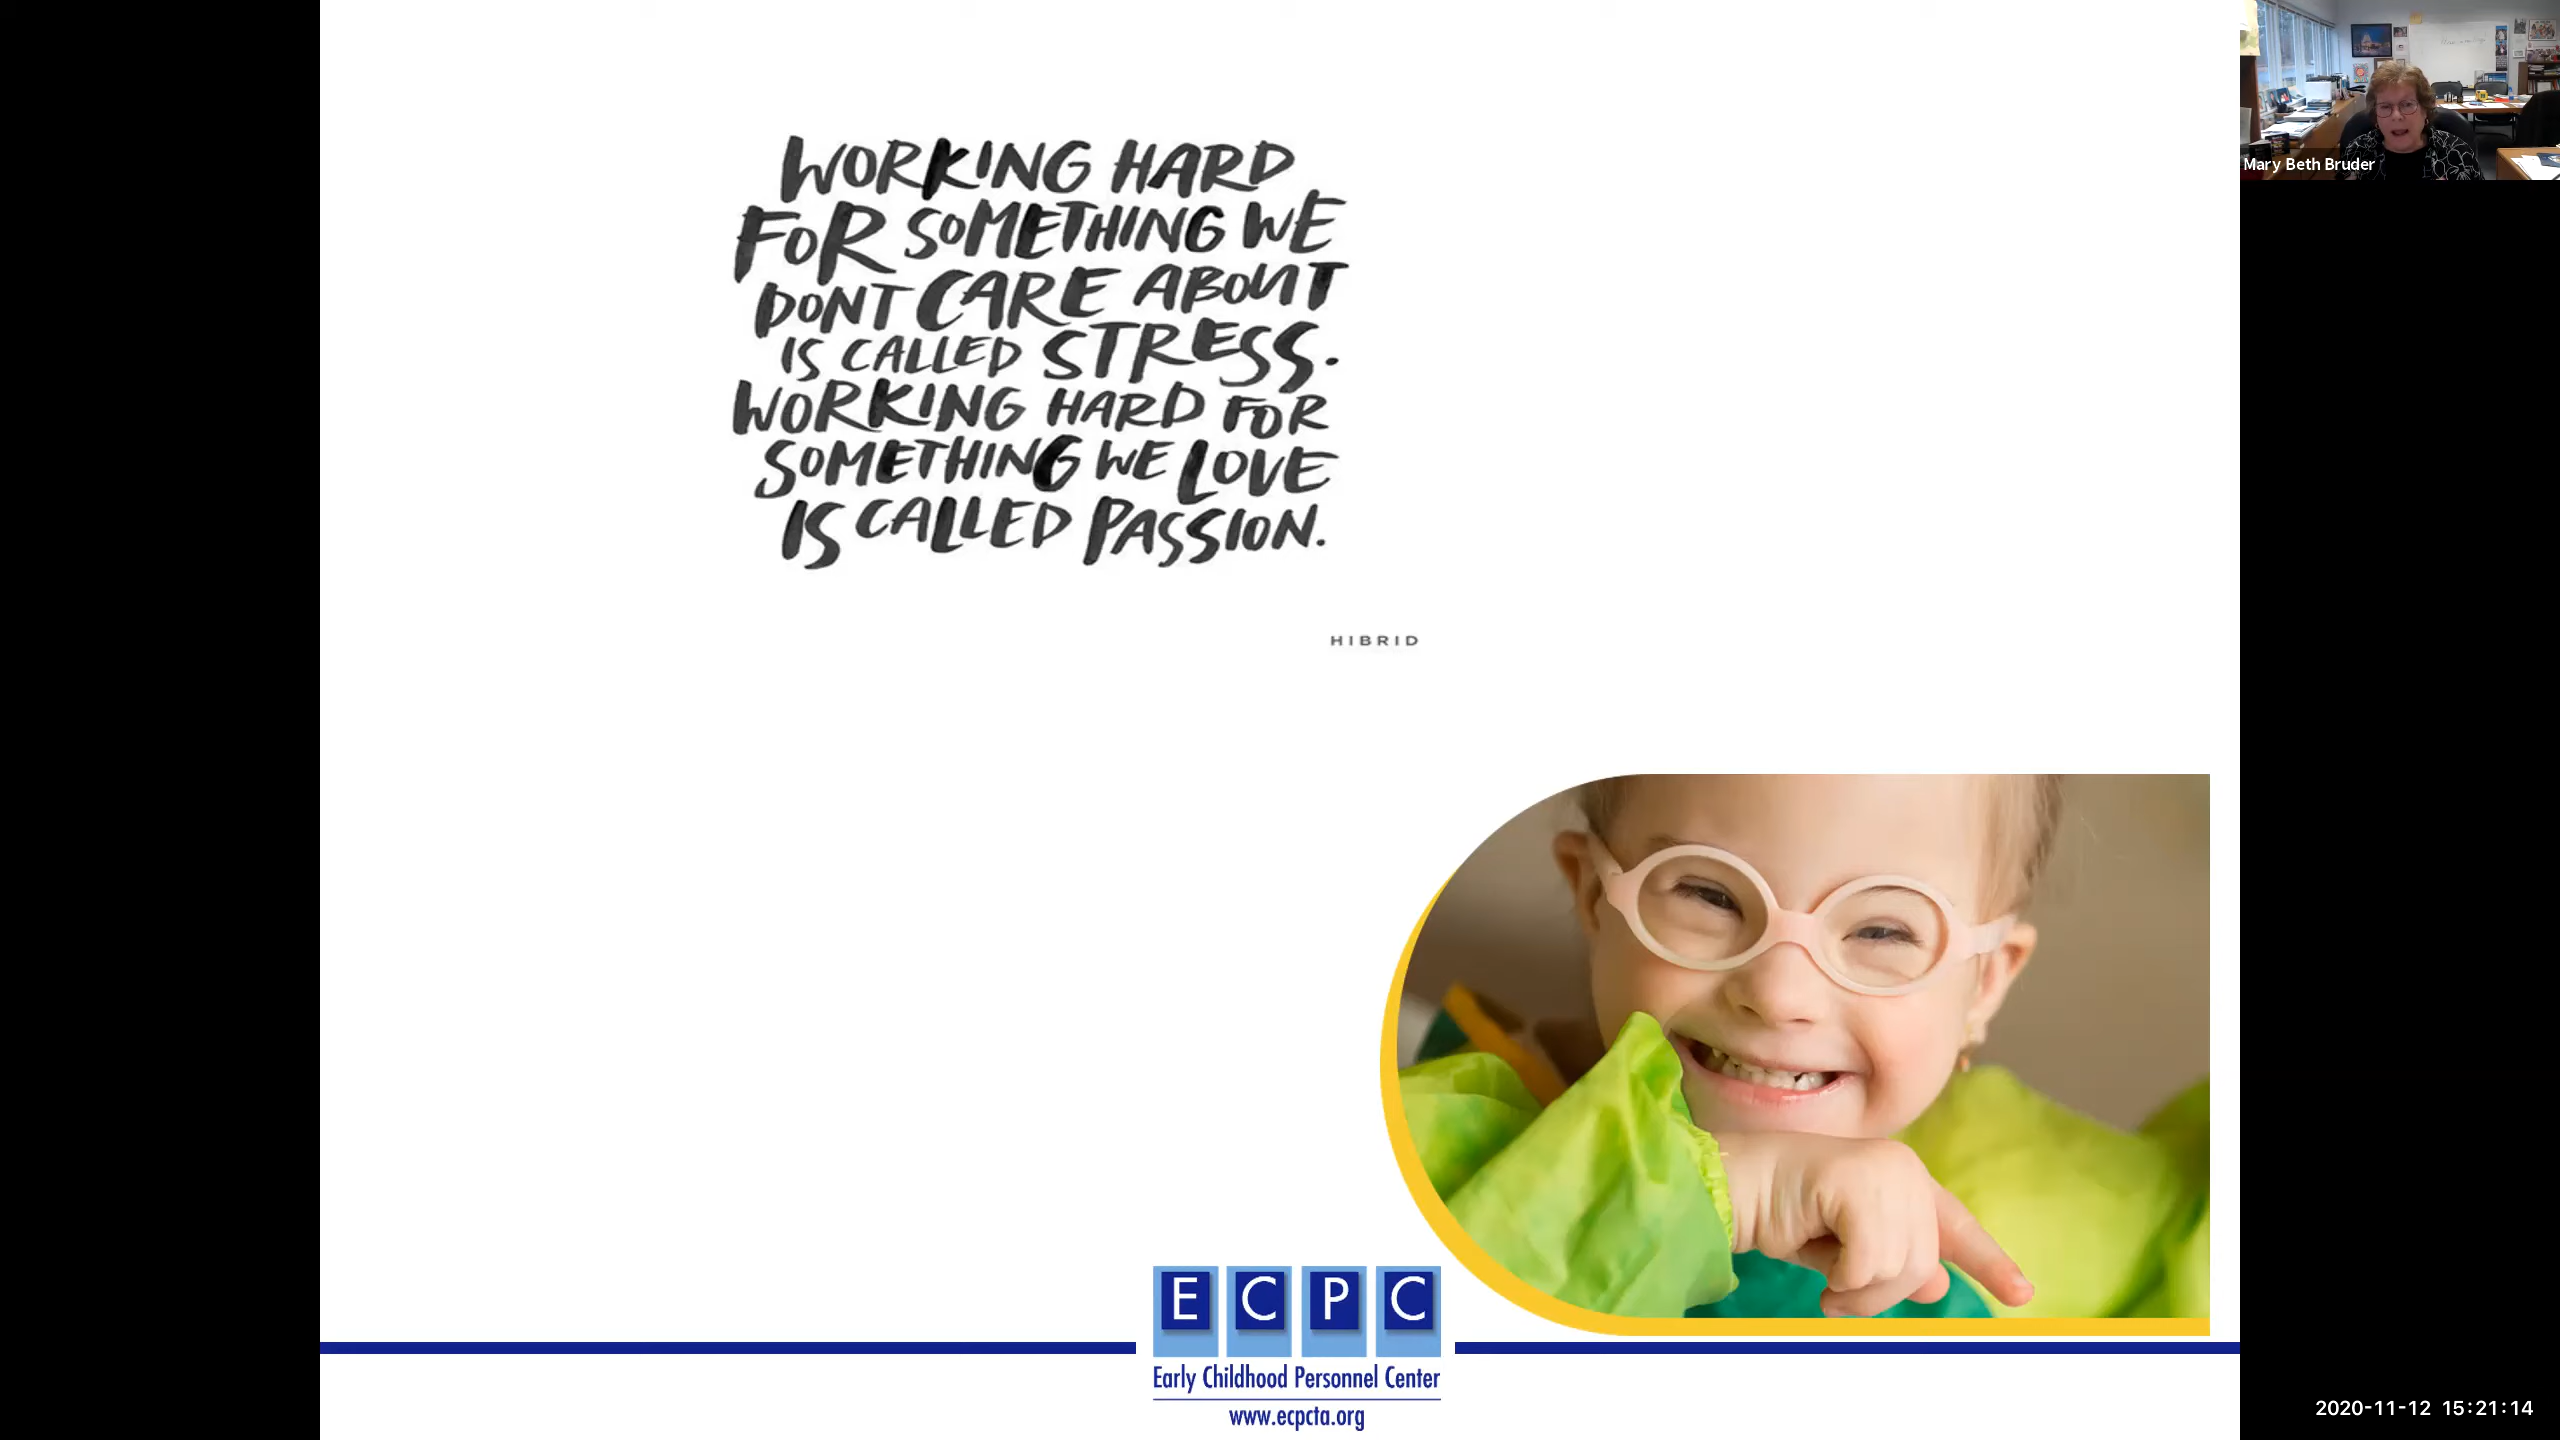 WORKING HARD
FOR SOMETHING WE
DONT CARE ABOUT
IS CALLED STRESS.
WORKING HARD FOR
SOMETHING WE LOVE
IS CALLED PASSION.
HIBRID
Mary Beth Bruder
E C P C
Early Childhood Personnel Center
www.ecpcta.org
2020-11-12 15:21:14